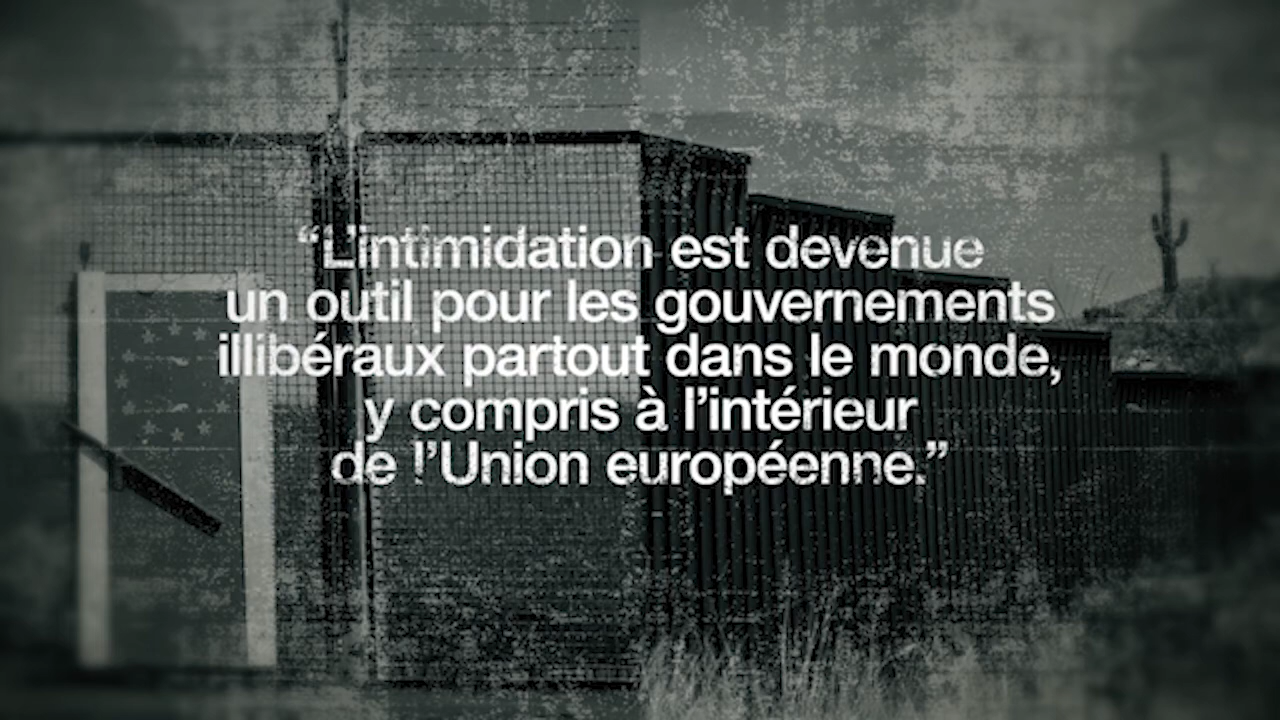 “L’intimidation est devenue
un outil pour les gouvernements
illibéraux partout dans le monde,
y compris à l’intérieur
de l’Union européenne.”